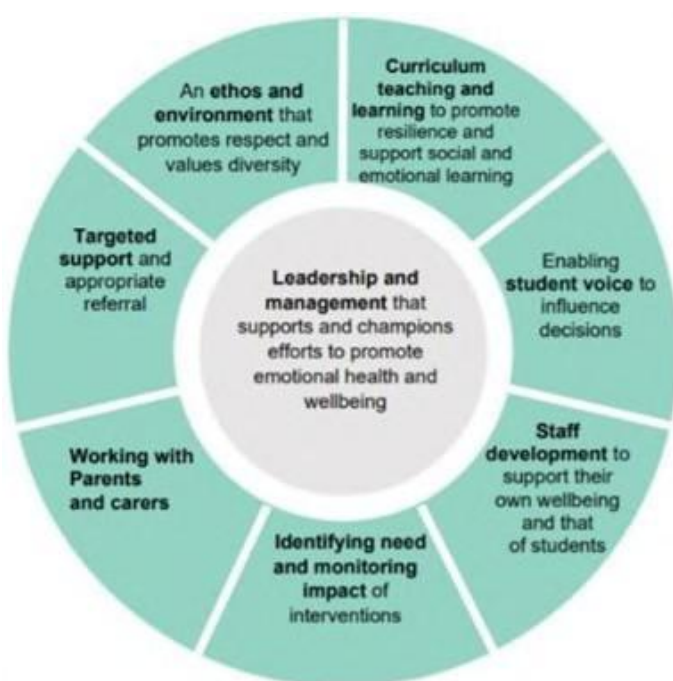 An ethos and
environment that
promotes respect and
values diversity
Curriculum
teaching and
learning to promote
resilience and
support social and
emotional learning
Enabling
student voice to
influence
decisions
Staff
development to
support their
own wellbeing
and that
of students
Identifying need
and monitoring
impact of
interventions
Working with
Parents
and carers
Targeted
support and
appropriate
referral
Leadership and
management that
supports and champions
efforts to promote
emotional health and
wellbeing